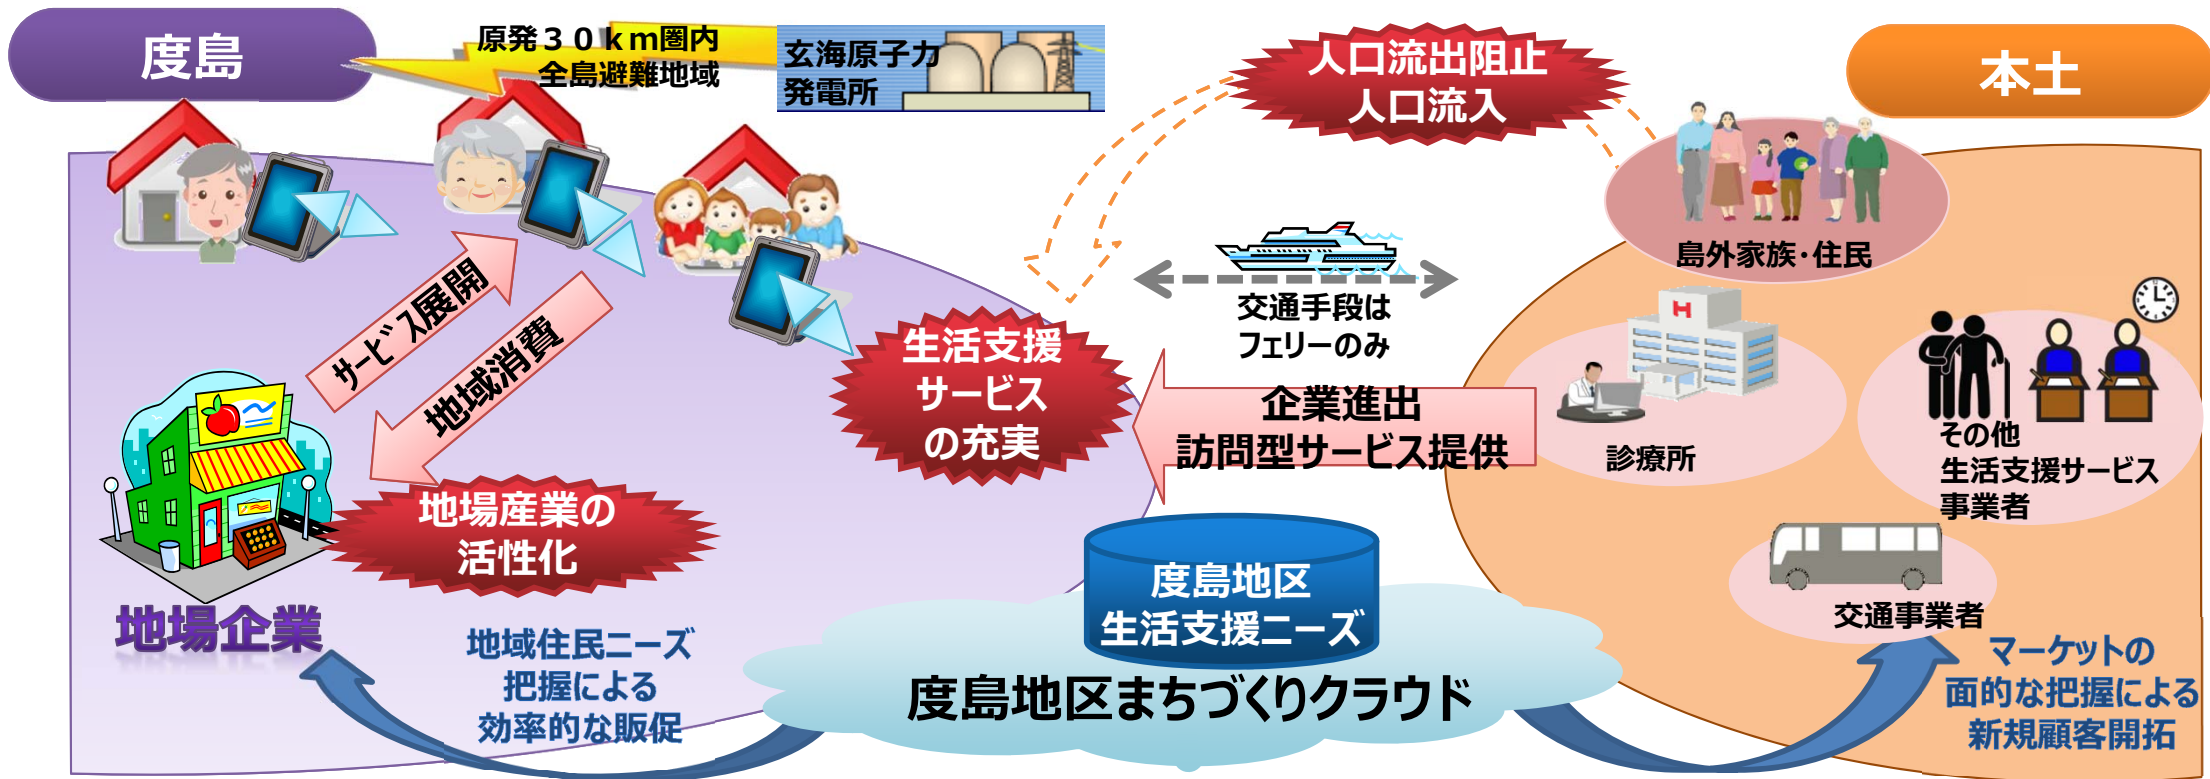 度島
原発３０ｋｍ圏内
全島避難地域
玄海原子力
発電所
人口流出阻止
人口流入
本土
島外家族・住民
交通手段は
フェリーのみ
サービス展開
地域消費
生活支援
サービス
の充実
企業進出
訪問型サービス提供
診療所
その他
生活支援サービス
事業者
地場産業の
活性化
地場企業
度島地区
生活支援ニーズ
交通事業者
地域住民ニーズ
把握による
効率的な販促
度島地区まちづくりクラウド
マーケットの
面的な把握による
新規顧客開拓
H